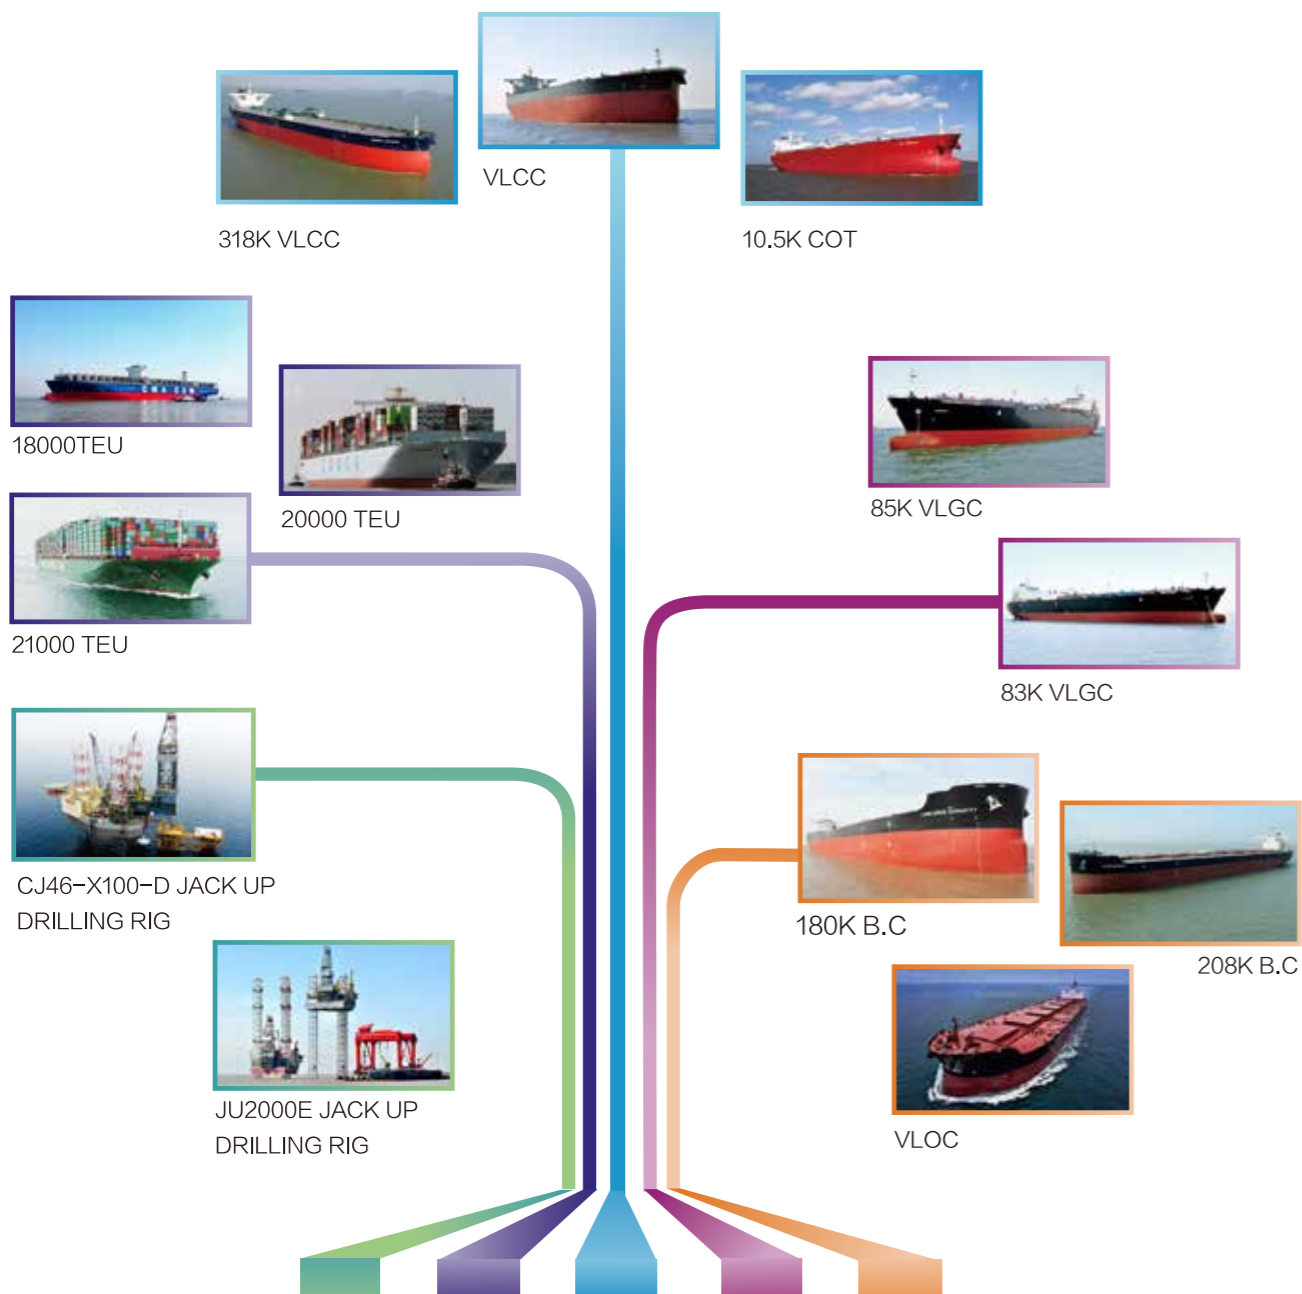 VLCC
318K VLCC
10.5K COT
18000TEU
20000 TEU
21000 TEU
85K VLGC
83K VLGC
CJ46-X100-D JACK UP
DRILLING RIG
180K B.C
208K B.C
JU2000E JACK UP
DRILLING RIG
VLOC